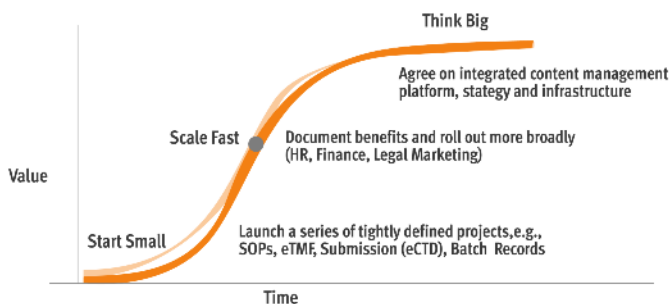 Think Big
Agree on integrated content management
platform, stategy and infrastructure
Scale Fast
Document benefits and roll out more broadly
(HR, Finance, Legal Marketing)
Value
Start Small
Launch a series of tightly defined projects,e.g.,
SOPs, eTMF, Submission (eCTD), Batch Records
Time